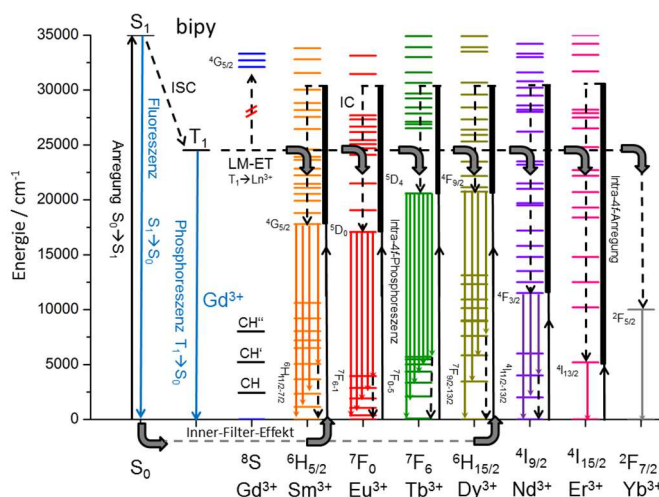 S₁
bipy
35000
30000
25000
20000
15000
10000
5000
0
Energie / cm⁻¹
Anregung S₀→S₁
Fluoreszenz
S₁→S₀
ISC
T₁
Phosphoreszenz T₁→S₀
Gd³⁺
⁴G₅/₂
LM-ET
T₁→Ln³⁺
CH‘‘
CH‘
CH
⁴G₅/₂
⁶H₁₁/₂₋₇/₂
IC
⁵D₀
⁷F₆₋₁
⁵D₄
Intra-4f-Phosphoreszenz
⁷F₀₋₅
⁴F₉/₂
⁷F₉/₂₋₁₃/₂
⁴F₃/₂
⁴I₁₁/₂₋₁₃/₂
Intra-4f-Anregung
⁴I₁₃/₂
²F₅/₂
Inner-Filter-Effekt
S₀
⁸S
⁶H₅/₂
⁷F₀
⁷F₆
⁶H₁₅/₂
⁴I₉/₂
⁴I₁₅/₂
²F₇/₂
Gd³⁺
Sm³⁺
Eu³⁺
Tb³⁺
Dy³⁺
Nd³⁺
Er³⁺
Yb³⁺